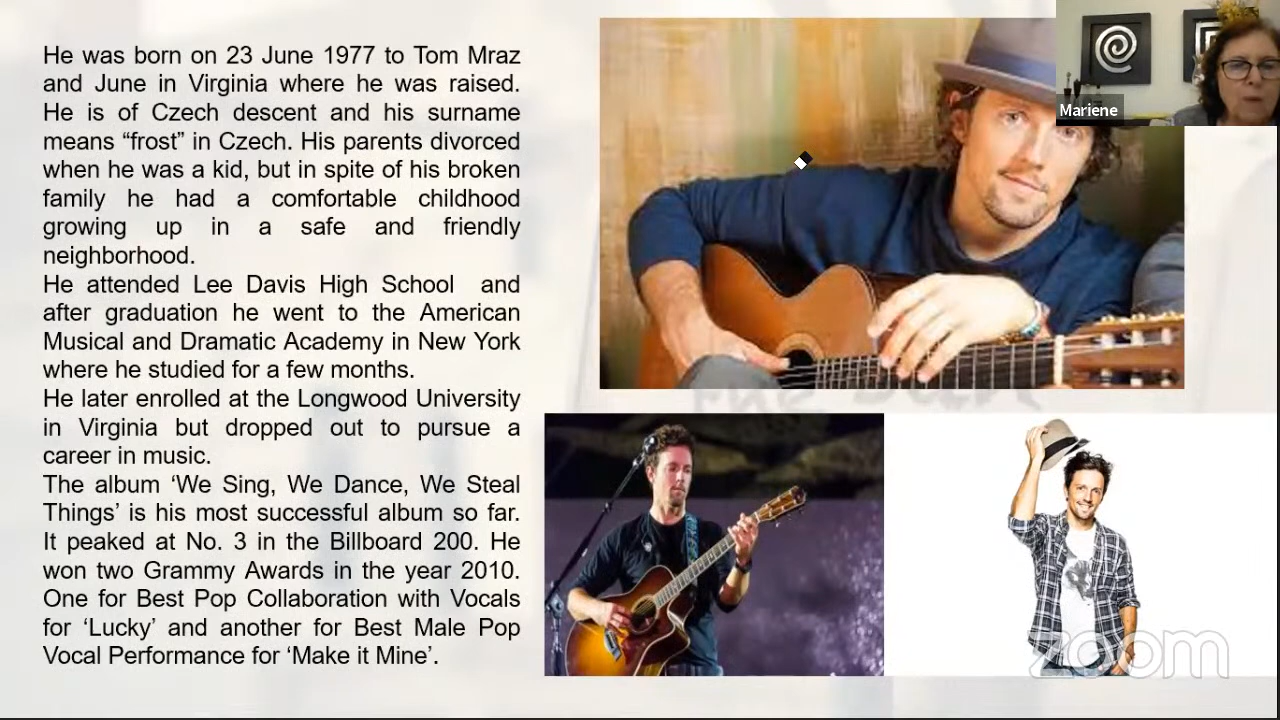 He was born on 23 June 1977 to Tom Mraz
and June in Virginia where he was raised.
He is of Czech descent and his surname
means “frost” in Czech. His parents divorced
when he was a kid, but in spite of his broken
family he had a comfortable childhood
growing up in a safe and friendly
neighborhood.
He attended Lee Davis High School and
after graduation he went to the American
Musical and Dramatic Academy in New York
where he studied for a few months.
He later enrolled at the Longwood University
in Virginia but dropped out to pursue a
career in music.
The album ‘We Sing, We Dance, We Steal
Things’ is his most successful album so far.
It peaked at No. 3 in the Billboard 200. He
won two Grammy Awards in the year 2010.
One for Best Pop Collaboration with Vocals
for ‘Lucky’ and another for Best Male Pop
Vocal Performance for ‘Make it Mine’.
Mariene
zoom